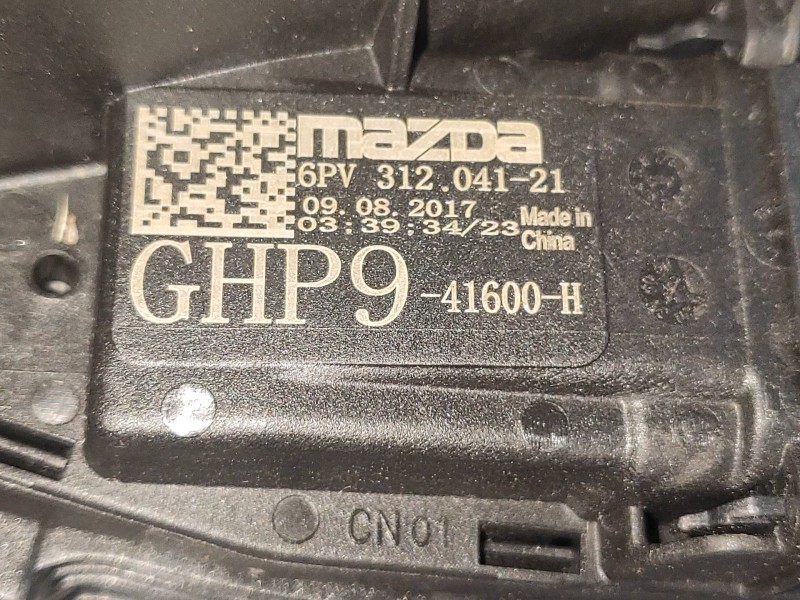 mazda
6PV 312.041-21
09.08.2017
03:39:34/23
Made in
China
GHP9-41600-H
CN01